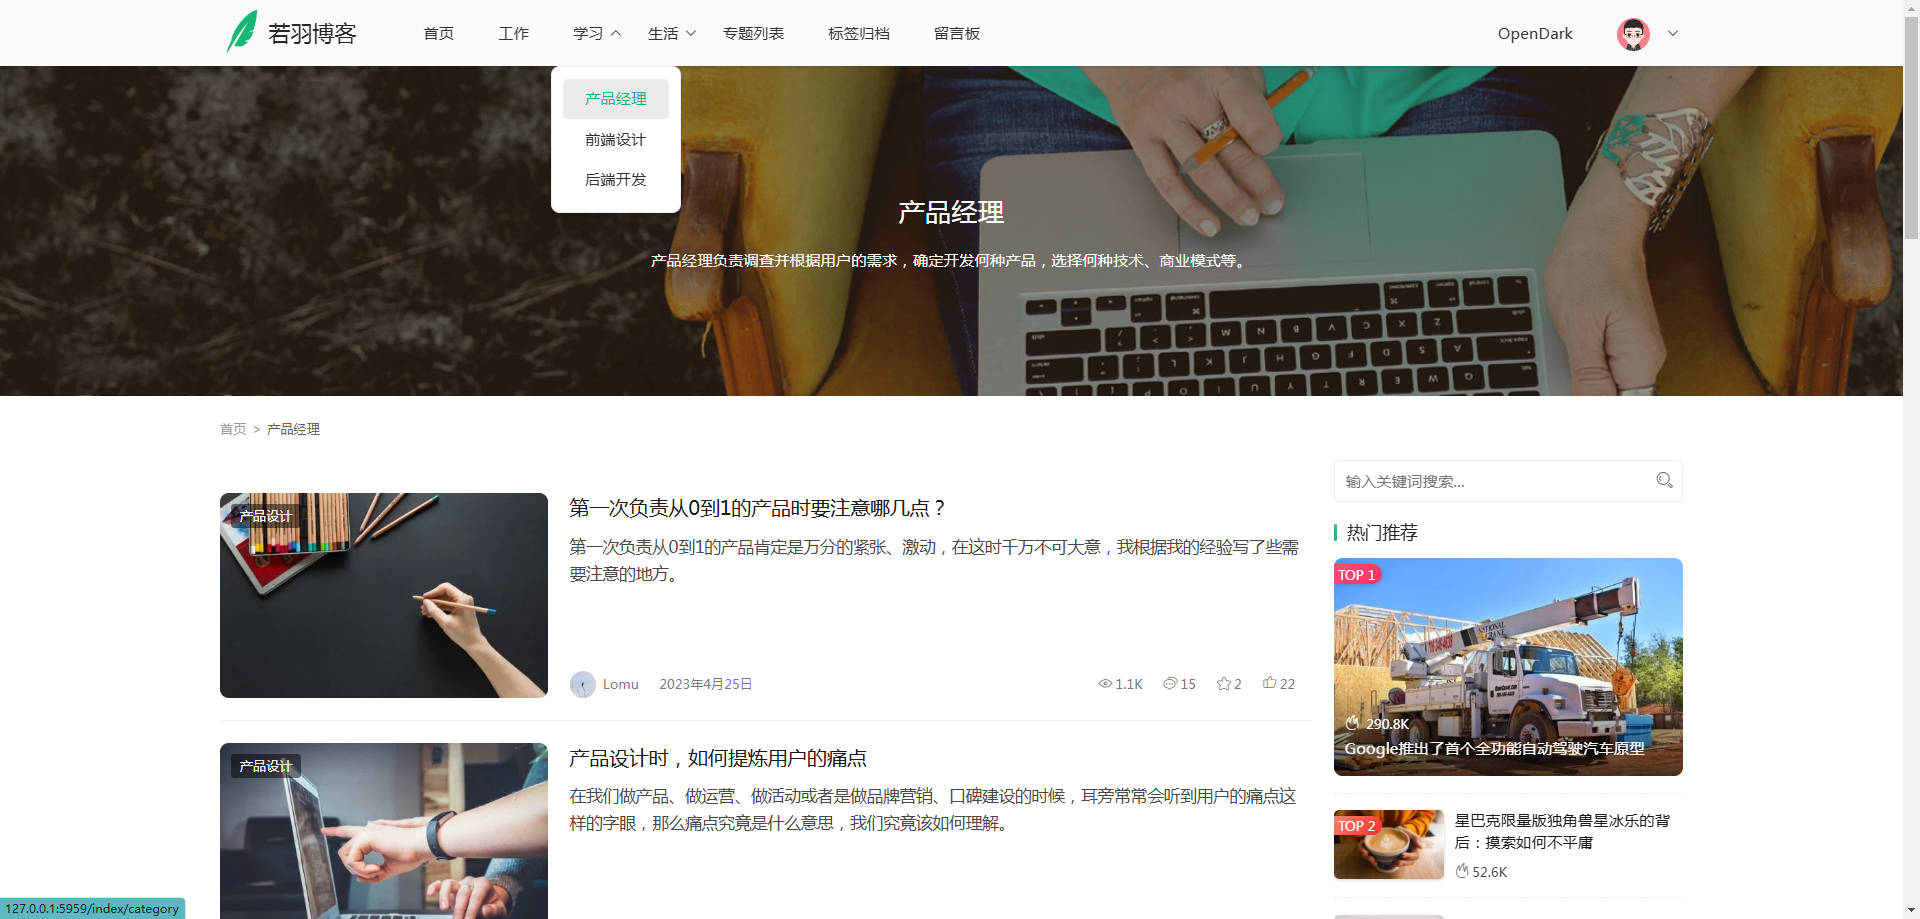 若羽博客
首页 工作 学习 生活 专题列表 标签归档 留言板
OpenDark
产品经理
前端设计
后端开发
产品经理
产品经理负责调查并根据用户的需求，确定开发何种产品，选择何种技术、商业模式等。
首页 > 产品经理
产品设计
第一次负责从0到1的产品时要注意哪几点？
第一次负责从0到1的产品肯定是万分的紧张、激动，在这时千万不可大意，我根据我的经验写了些需
要注意的地方。
Lomu 2023年4月25日
1.1K 15 2 22
产品设计
产品设计时，如何提炼用户的痛点
在我们做产品、做运营、做活动或者是做品牌营销、口碑建设的时候，耳旁常常会听到用户的痛点这
样的字眼，那么痛点究竟是什么意思，我们究竟该如何理解。
输入关键词搜索...
热门推荐
TOP 1
NATIONAL
CRANE
290.8K
Google推出了首个全功能自动驾驶汽车原型
TOP 2
星巴克限量版独角兽星冰乐的背
后：摸索如何不平庸
52.6K
127.0.0.1:5959/index/category